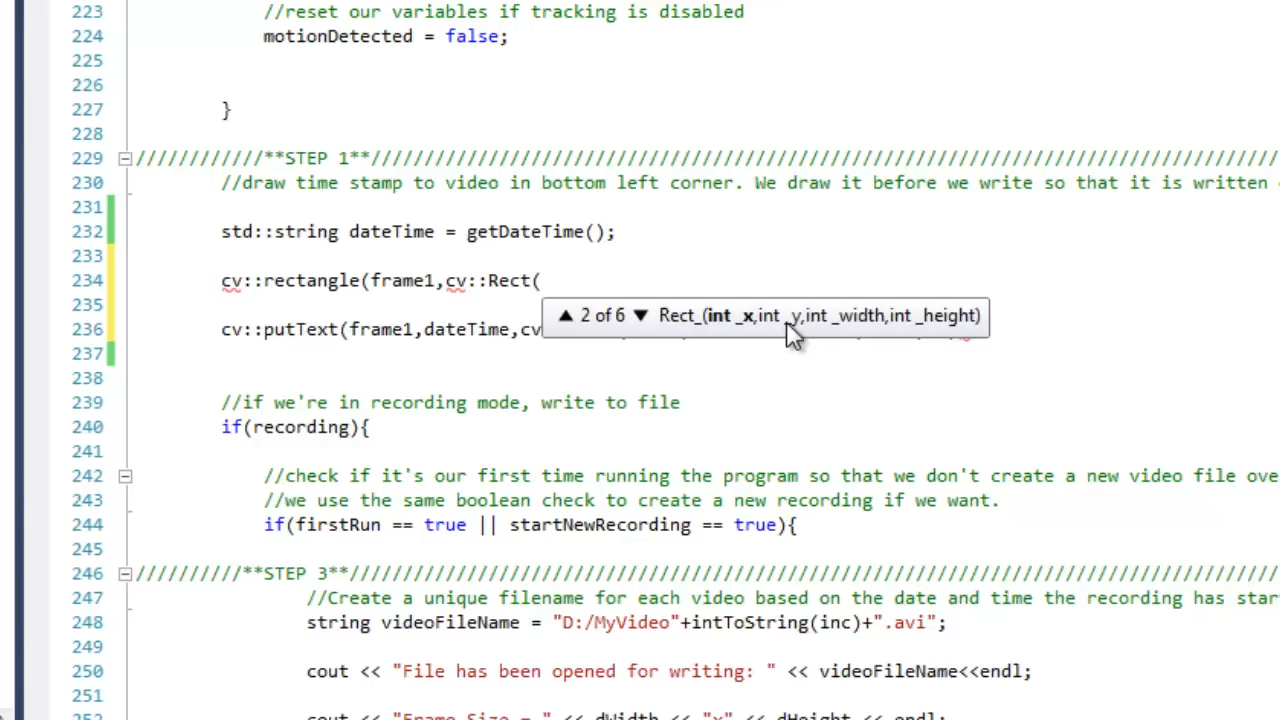 223 //reset our variables if tracking is disabled
224 motionDetected = false;
225
226
227 }
228
229 ////////////**STEP 1**//////////////////////////////////////////////////////////////////////////////////////
230 //draw time stamp to video in bottom left corner. We draw it before we write so that it is written
231
232 std::string dateTime = getDateTime();
233
234 cv::rectangle(frame1,cv::Rect(
235
▲ 2 of 6 ▼ Rect_(int _x,int _y,int _width,int _height)
236 cv::putText(frame1,dateTime,cv
237
238
239 //if we're in recording mode, write to file
240 if(recording){
241
242 //check if it's our first time running the program so that we don't create a new video file ove
243 //we use the same boolean check to create a new recording if we want.
244 if(firstRun == true || startNewRecording == true){
245
246 //////////**STEP 3**////////////////////////////////////////////////////////////////////////////////////////
247 //Create a unique filename for each video based on the date and time the recording has star
248 string videoFileName = "D:/MyVideo"+intToString(inc)+".avi";
249
250 cout << "File has been opened for writing: " << videoFileName<<endl;
251
252 cout << "Frame Size = " << dWidth << "x" << dHeight << endl;